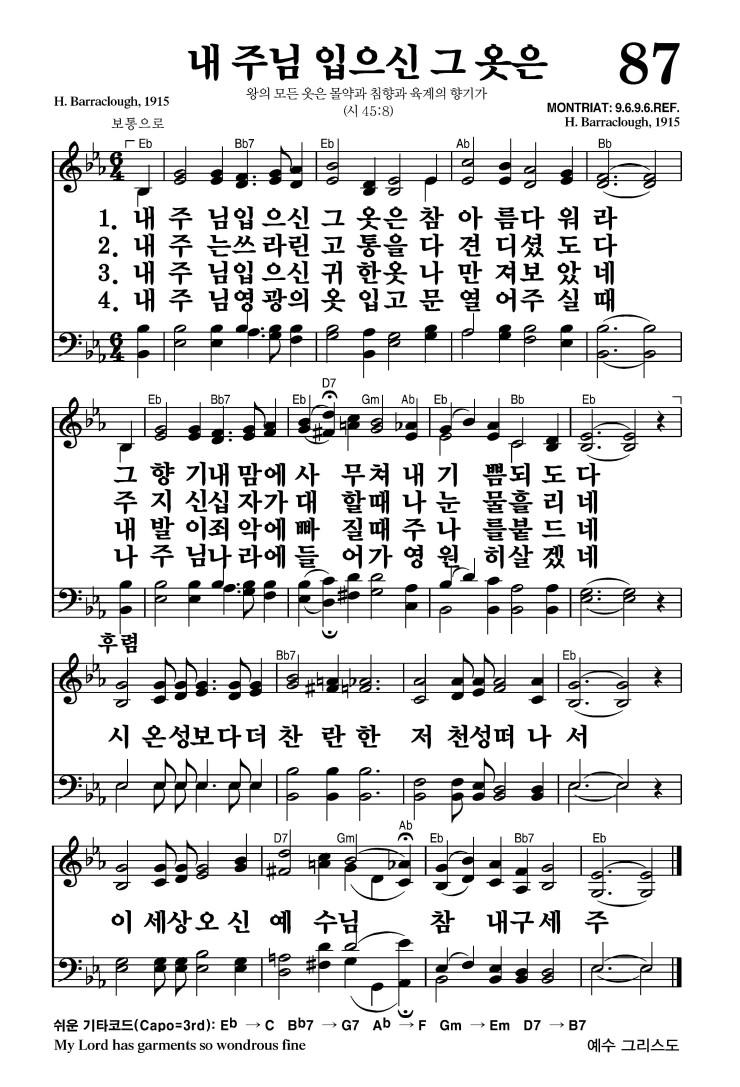 내 주님 입으신 그 옷은 87
왕의 모든 옷은 몰약과 침향과 육계의 향기가
(시 45:8)
H. Barraclough, 1915
MONTRIAT: 9.6.9.6.REF.
H. Barraclough, 1915
보통으로
Eb Bb7 Eb Ab Bb
6/4
1. 내 주 님입 으신 그 옷은 참 아 름다 워 라
2. 내 주 는쓰 라린 고 통을 다 견 디셨 도 다
3. 내 주 님입 으신 귀 한옷 나 만 져보 았 네
4. 내 주 님영 광의 옷 입고 문 열 어주 실 때
6/4
Eb Bb7 Eb D7 Gm Ab Eb Bb Eb
그 향 기내 맘에 사 무쳐 내 기 쁨되 도 다
주 지 신십 자가 대 할때 나 눈 물흘 리 네
내 발 이죄 악에 빠 질때 주 나 를붙 드 네
나 주 님나 라에 들 어가 영 원 히살 겠 네
후렴
Bb7 Eb
시 온성보다더 찬 란 한 저 천성떠 나 서
D7 Gm Ab Eb Bb7 Eb
이 세상오 신 예 수님 참 내구 세 주
쉬운 기타코드(Capo=3rd): Eb → C Bb7 → G7 Ab → F Gm → Em D7 → B7
My Lord has garments so wondrous fine
예수 그리스도